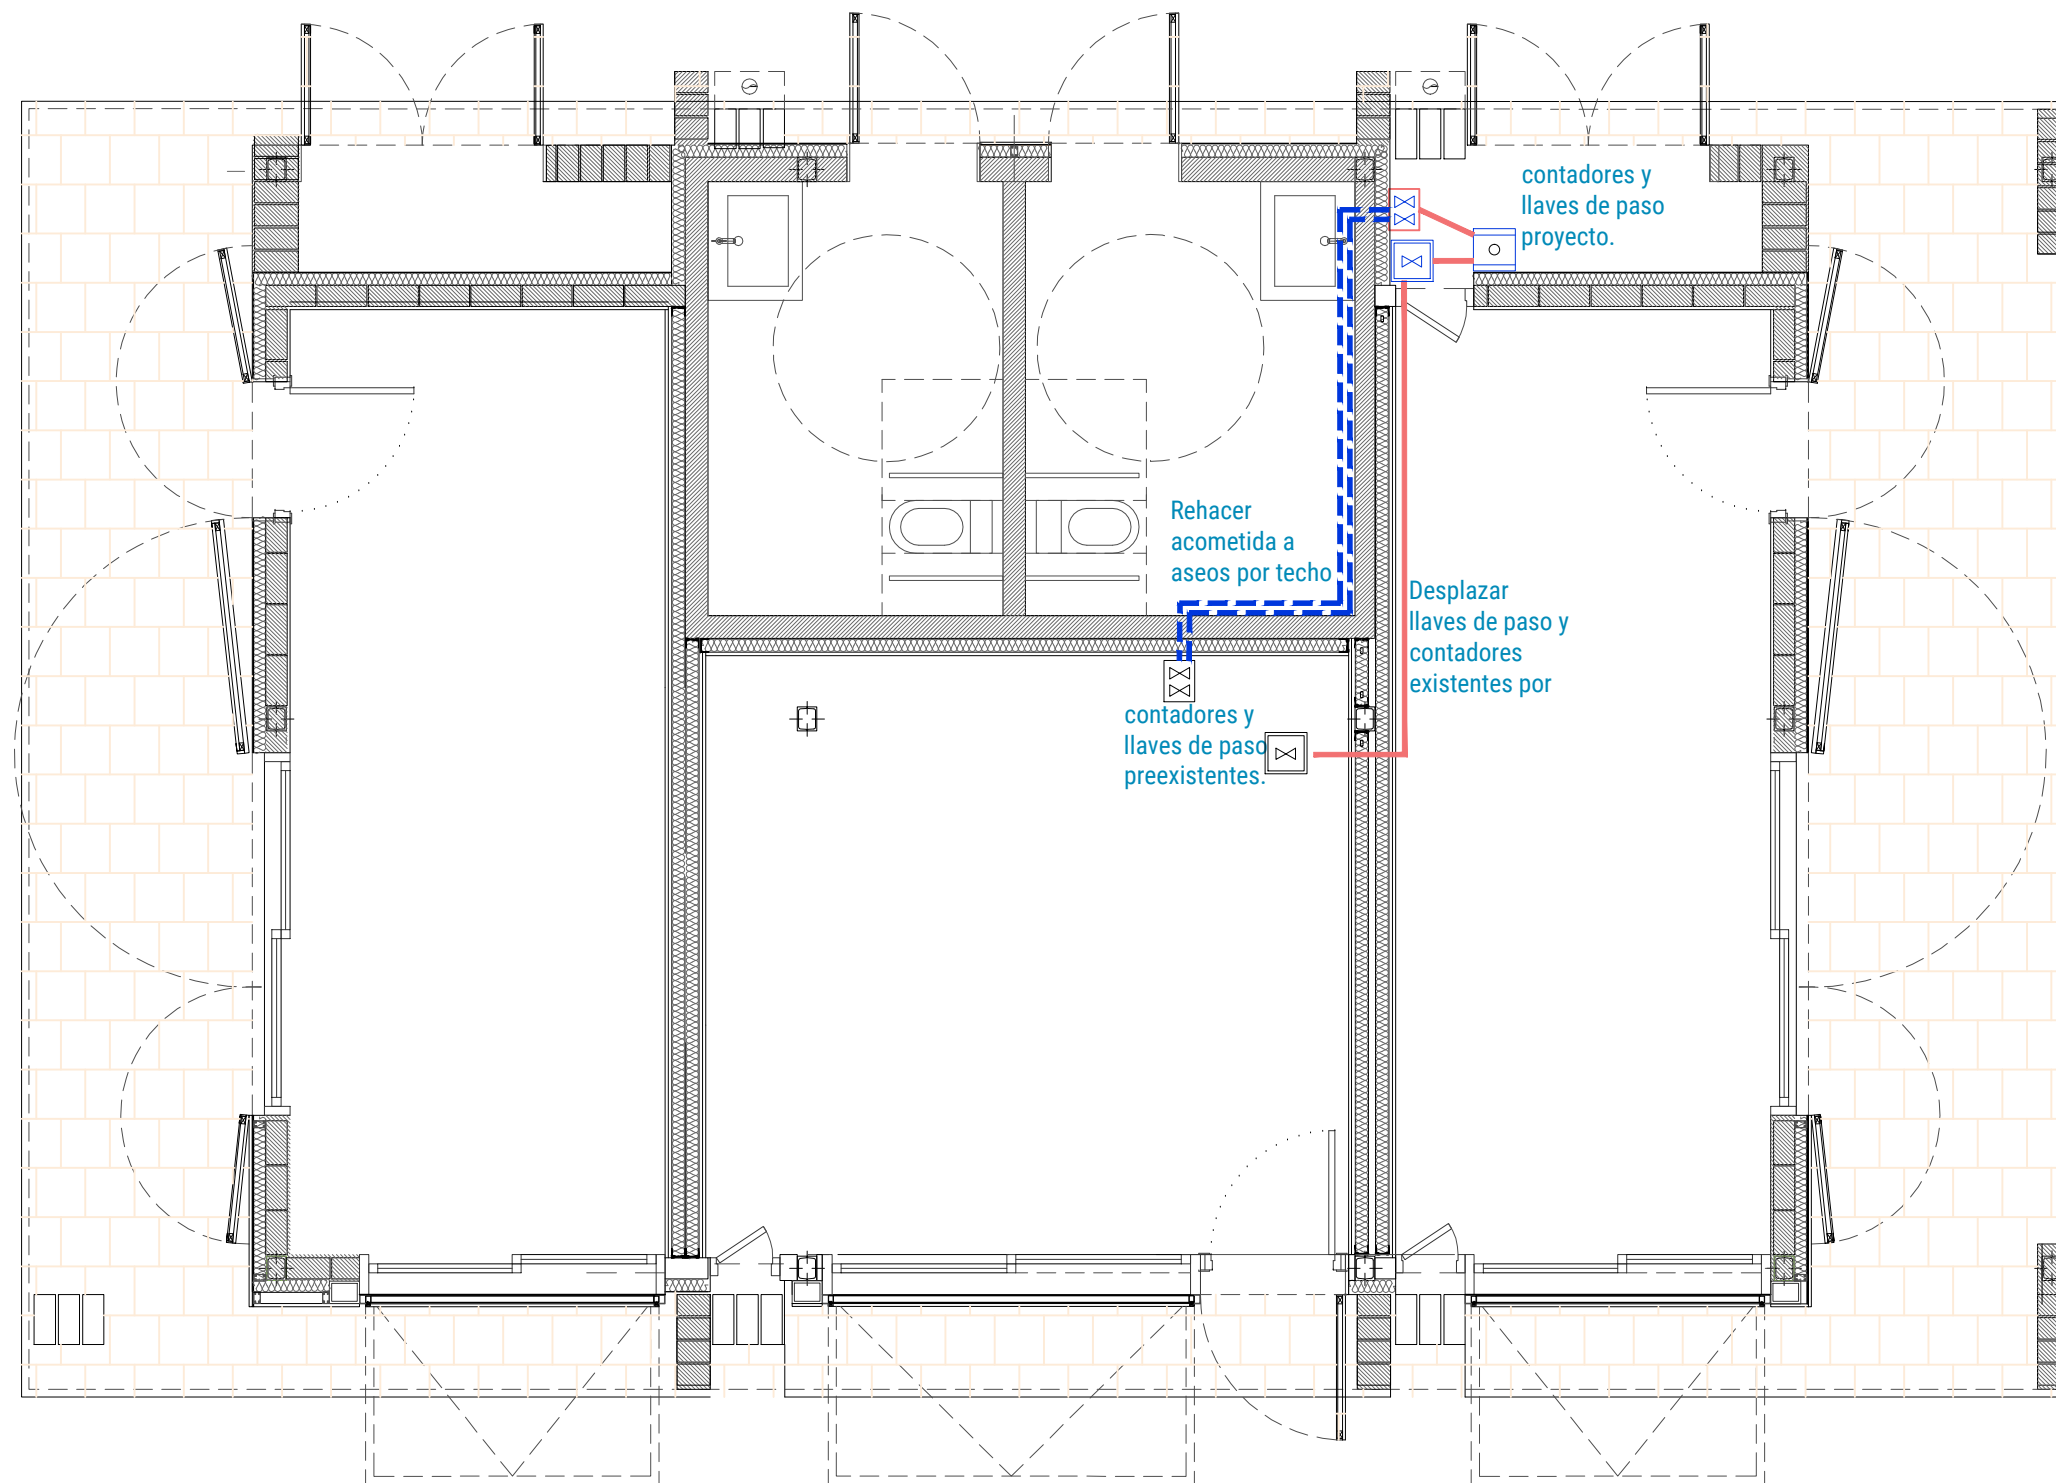 contadores y
llaves de paso
proyecto.
Rehacer
acometida a
aseos por techo
Desplazar
llaves de paso y
contadores
existentes por
contadores y
llaves de paso
preexistentes.